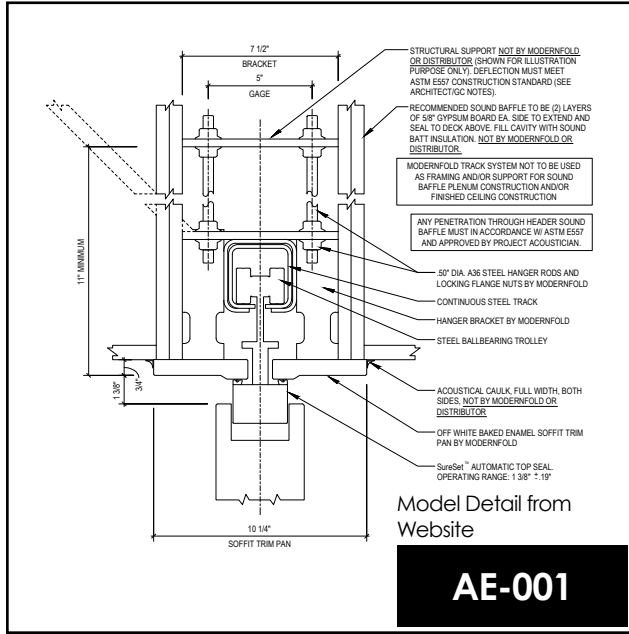 7 1/2"
BRACKET
5"
GAGE
STRUCTURAL SUPPORT NOT BY MODERNFOLD
OR DISTRIBUTOR (SHOWN FOR ILLUSTRATION
PURPOSE ONLY). DEFLECTION MUST MEET
ASTM E557 CONSTRUCTION STANDARD (SEE
ARCHITECT/GC NOTES).
RECOMMENDED SOUND BAFFLE TO BE (2) LAYERS
OF 5/8" GYPSUM BOARD EA. SIDE TO EXTEND AND
SEAL TO DECK ABOVE. FILL CAVITY WITH SOUND
BATT INSULATION. NOT BY MODERNFOLD OR
DISTRIBUTOR.
MODERNFOLD TRACK SYSTEM NOT TO BE USED
AS FRAMING AND/OR SUPPORT FOR SOUND
BAFFLE PLENUM CONSTRUCTION AND/OR
FINISHED CEILING CONSTRUCTION
ANY PENETRATION THROUGH HEADER SOUND
BAFFLE MUST IN ACCORDANCE W/ ASTM E557
AND APPROVED BY PROJECT ACOUSTICIAN.
.50" DIA. A36 STEEL HANGER RODS AND
LOCKING FLANGE NUTS BY MODERNFOLD
CONTINUOUS STEEL TRACK
HANGER BRACKET BY MODERNFOLD
STEEL BALLBEARING TROLLEY
11" MINIMUM
1 3/8"
3/4"
ACOUSTICAL CAULK, FULL WIDTH, BOTH
SIDES, NOT BY MODERNFOLD OR
DISTRIBUTOR
OFF WHITE BAKED ENAMEL SOFFIT TRIM
PAN BY MODERNFOLD
SureSet™ AUTOMATIC TOP SEAL.
OPERATING RANGE: 1 3/8" ±.19"
10 1/4"
SOFFIT TRIM PAN
Model Detail from
Website
AE-001